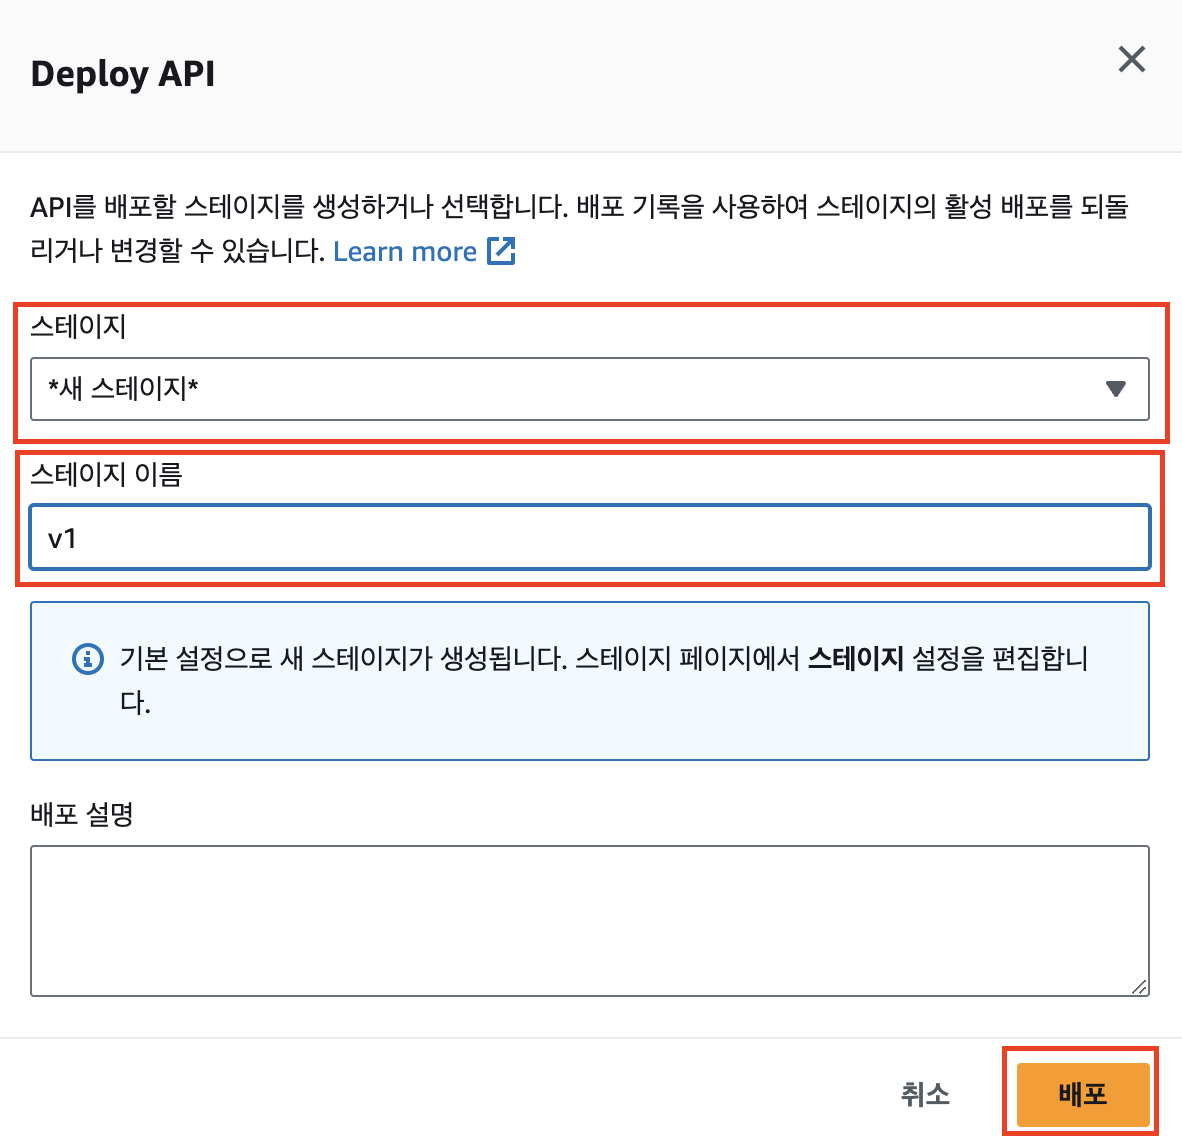 Deploy API
API를 배포할 스테이지를 생성하거나 선택합니다. 배포 기록을 사용하여 스테이지의 활성 배포를 되돌
리거나 변경할 수 있습니다. Learn more
스테이지
*새 스테이지*
스테이지 이름
v1
기본 설정으로 새 스테이지가 생성됩니다. 스테이지 페이지에서 스테이지 설정을 편집합니
다.
배포 설명
취소
배포